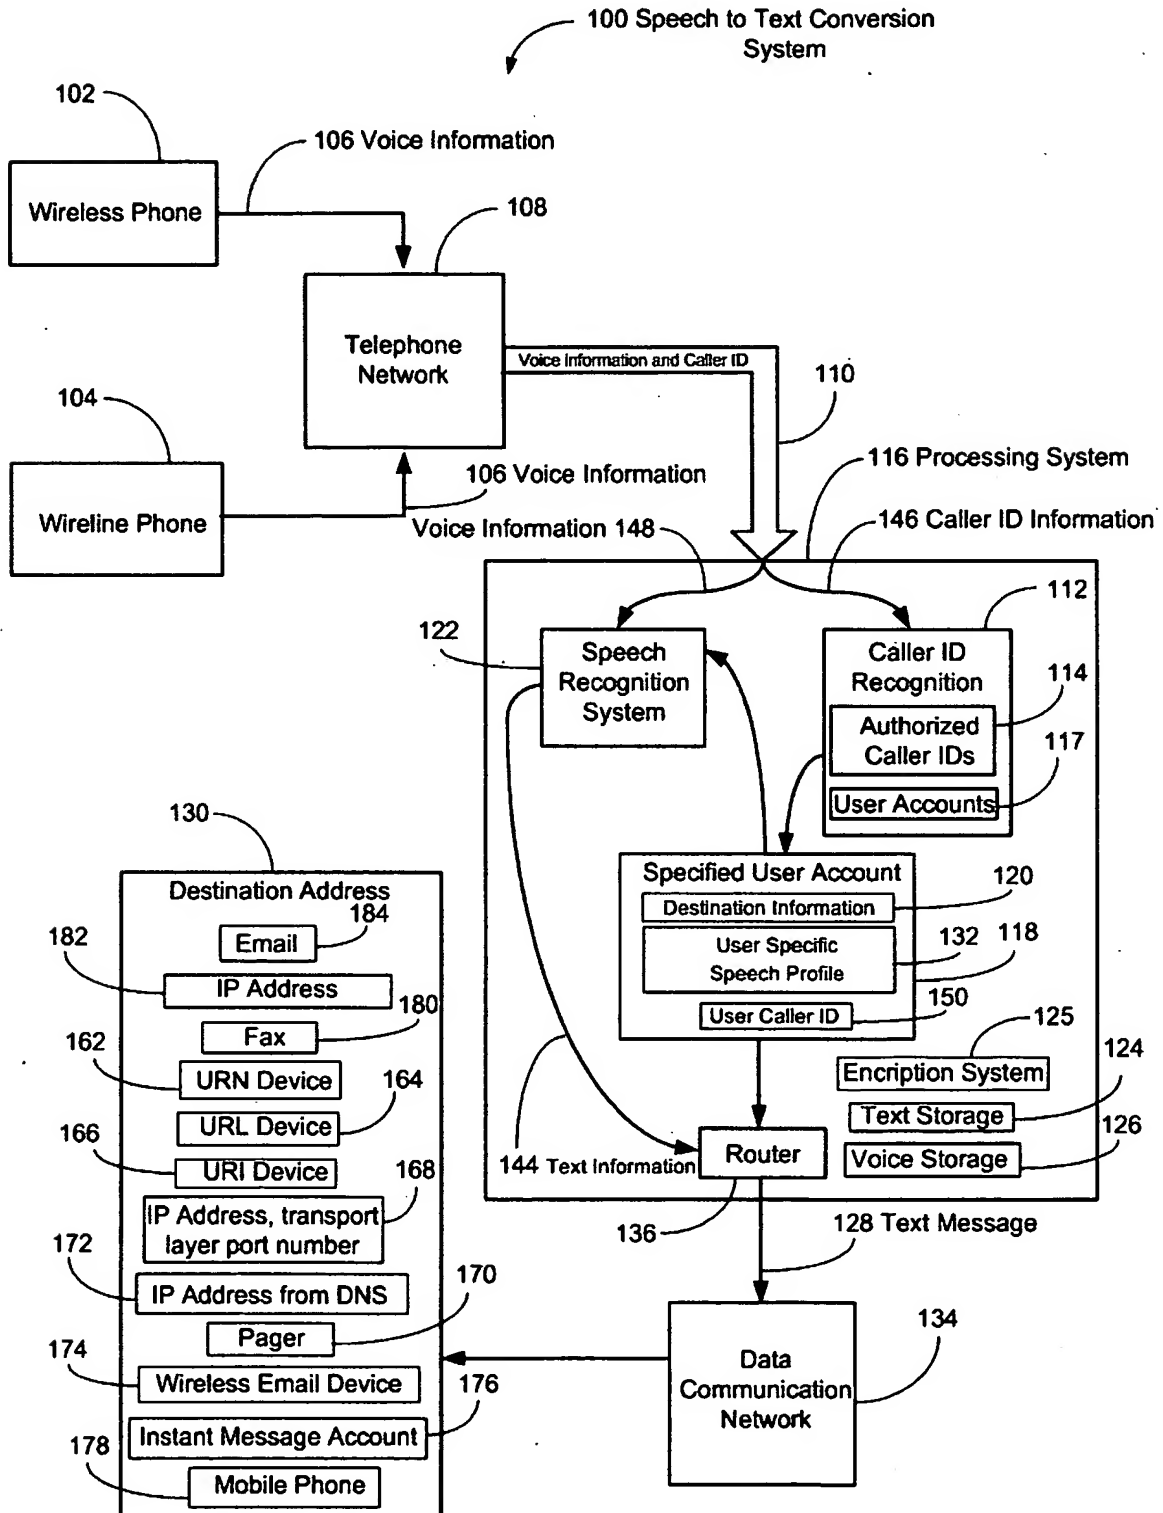 100 Speech to Text Conversion
System
102
106 Voice Information
Wireless Phone
108
Telephone
Network
Voice Information and Caller ID
110
104
Wireline Phone
106 Voice Information
116 Processing System
Voice Information 148
146 Caller ID Information
112
122
Speech
Recognition
System
Caller ID
Recognition
114
Authorized
Caller IDs
117
User Accounts
130
Specified User Account
120
Destination Information
132
User Specific
Speech Profile
118
150
User Caller ID
125
Encription System
124
Text Storage
126
Voice Storage
144 Text Information
Router
136
128 Text Message
Destination Address
184
Email
182
IP Address
180
Fax
162
URN Device
164
URL Device
166
URI Device
168
IP Address, transport
layer port number
172
IP Address from DNS
170
Pager
174
Wireless Email Device
176
Instant Message Account
178
Mobile Phone
134
Data
Communication
Network